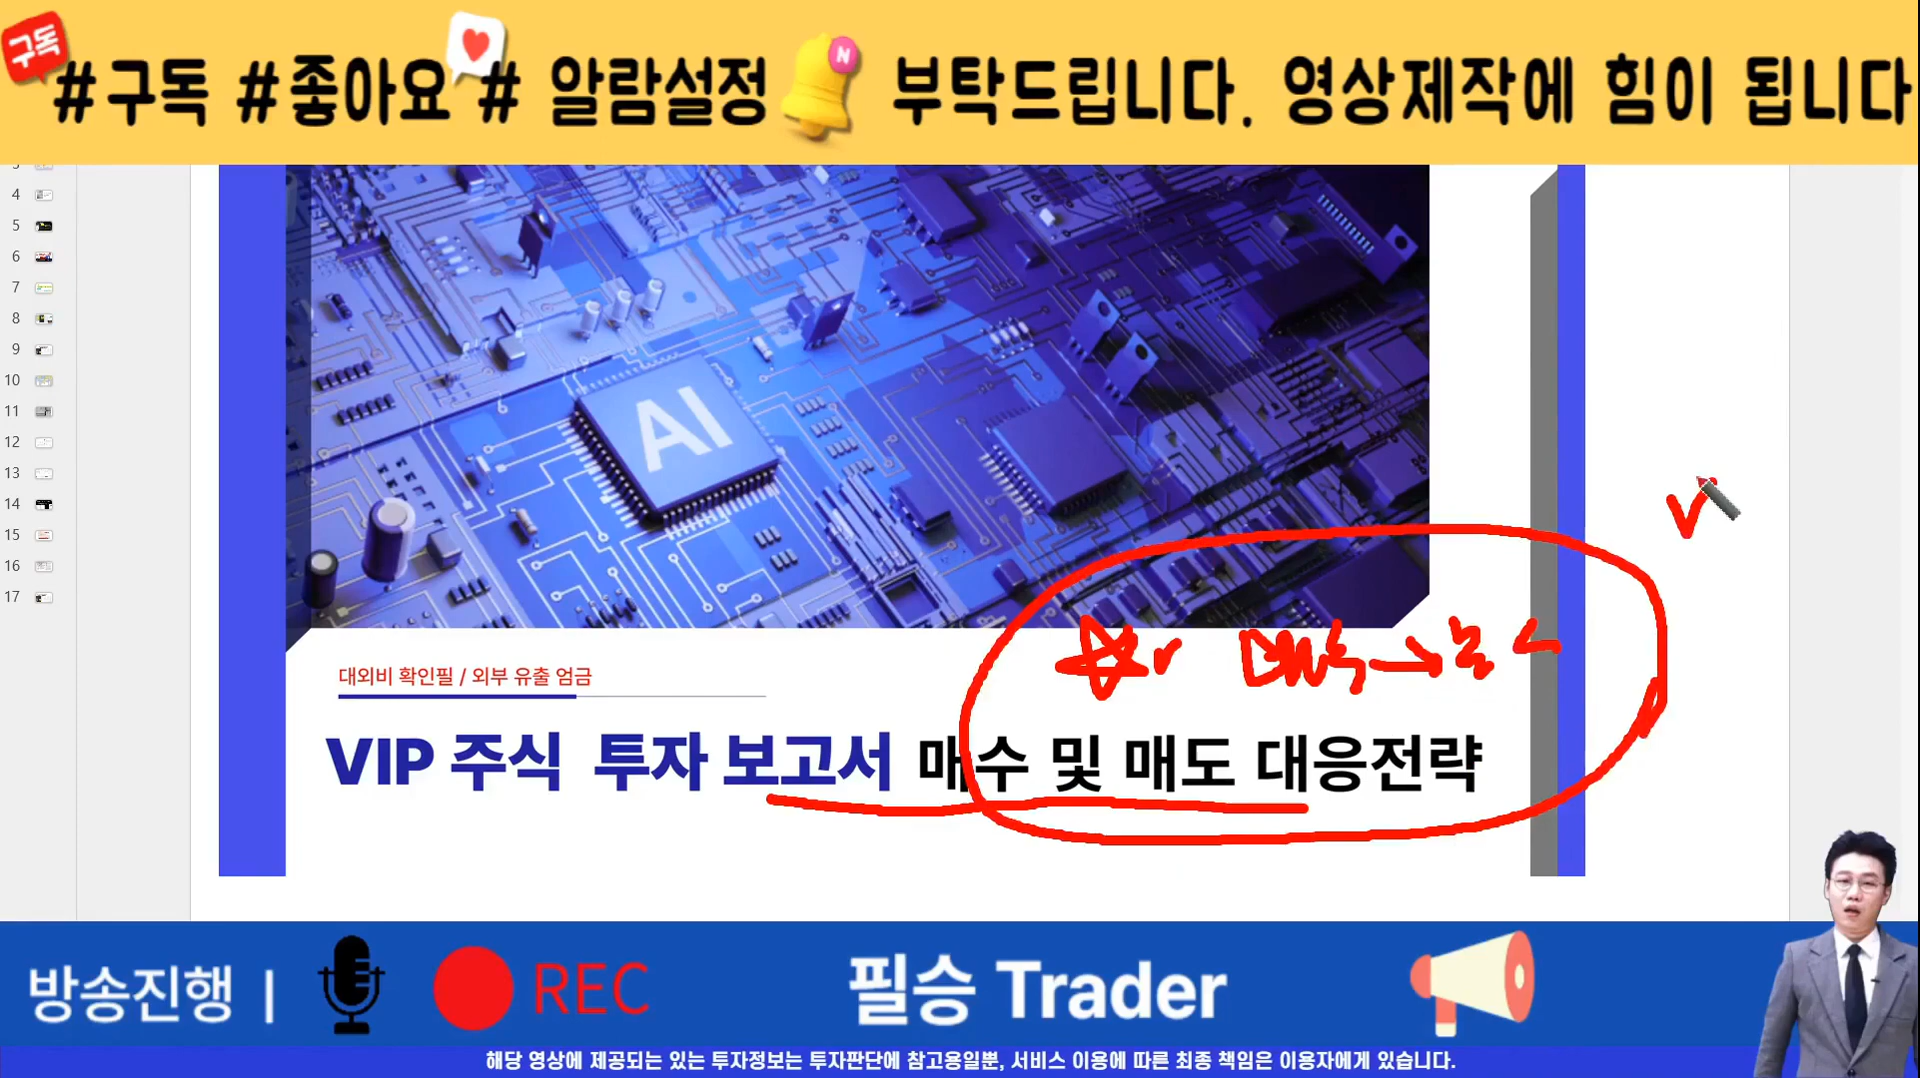 구독
#구독 #좋아요 # 알람설정 N 부탁드립니다. 영상제작에 힘이 됩니다
4
5
6
7
8
9
10
11
12
13
14
15
16
17
AI
대외비 확인필 / 외부 유출 엄금
VIP 주식 투자 보고서 매수 및 매도 대응전략
방송진행 | REC 필승 Trader
해당 영상에 제공되는 있는 투자정보는 투자판단에 참고용일뿐, 서비스 이용에 따른 최종 책임은 이용자에게 있습니다.